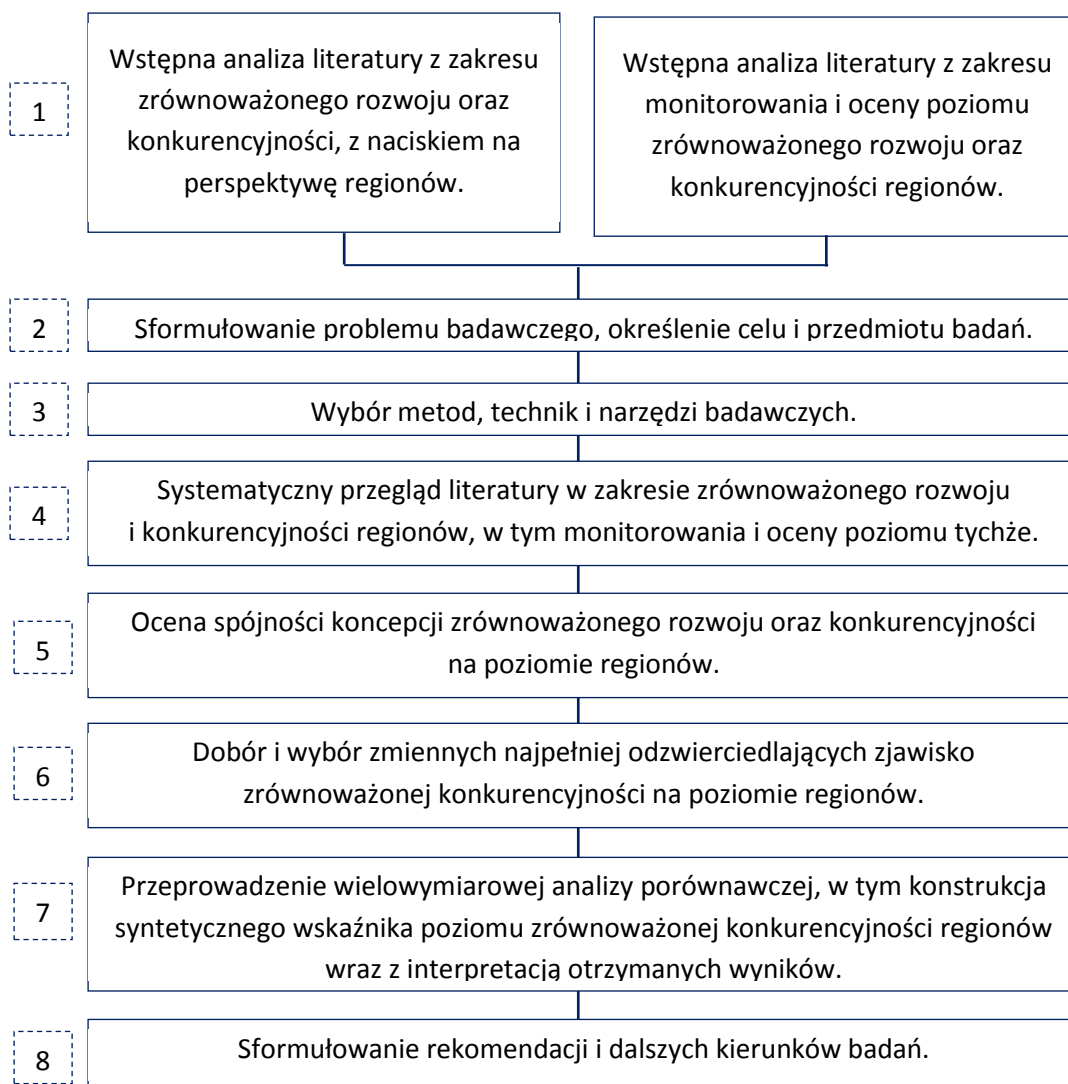 1
Wstępna analiza literatury z zakresu
zrównoważonego rozwoju oraz
konkurencyjności, z naciskiem na
perspektywę regionów.
Wstępna analiza literatury z zakresu
monitorowania i oceny poziomu
zrównoważonego rozwoju oraz
konkurencyjności regionów.
2
Sformułowanie problemu badawczego, określenie celu i przedmiotu badań.
3
Wybór metod, technik i narzędzi badawczych.
4
Systematyczny przegląd literatury w zakresie zrównoważonego rozwoju
i konkurencyjności regionów, w tym monitorowania i oceny poziomu tychże.
5
Ocena spójności koncepcji zrównoważonego rozwoju oraz konkurencyjności
na poziomie regionów.
6
Dobór i wybór zmiennych najpełniej odzwierciedlających zjawisko
zrównoważonej konkurencyjności na poziomie regionów.
7
Przeprowadzenie wielowymiarowej analizy porównawczej, w tym konstrukcja
syntetycznego wskaźnika poziomu zrównoważonej konkurencyjności regionów
wraz z interpretacją otrzymanych wyników.
8
Sformułowanie rekomendacji i dalszych kierunków badań.